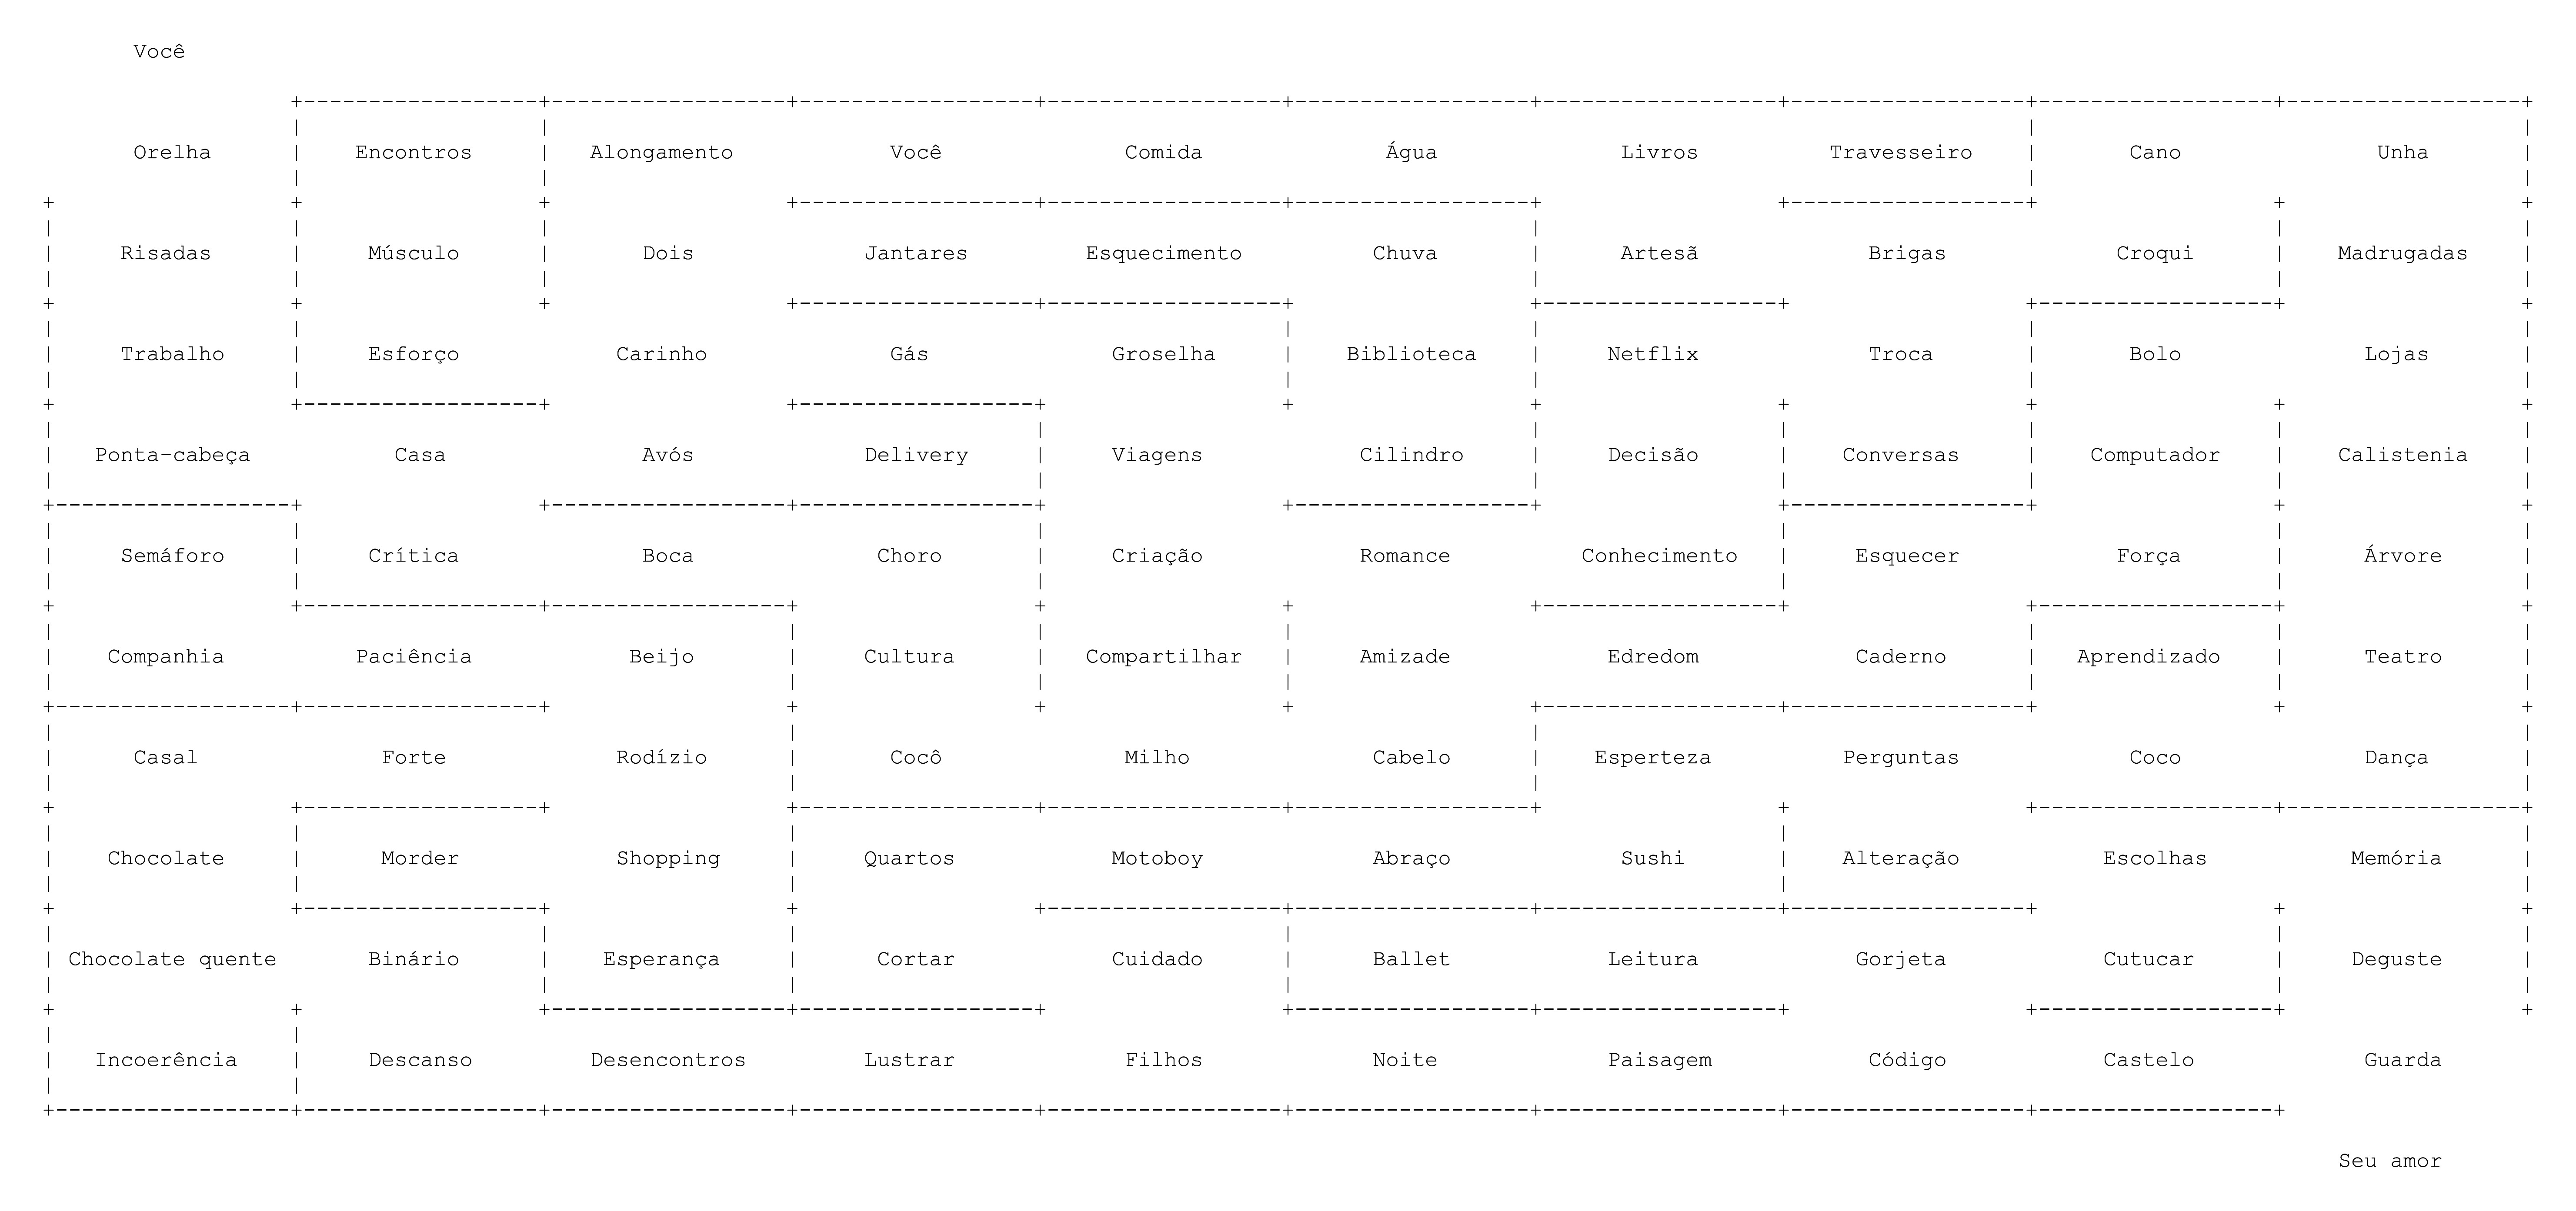 Você
Orelha Encontros Alongamento Você Comida Água Livros Travesseiro Cano Unha
Risadas Músculo Dois Jantares Esquecimento Chuva Artesã Brigas Croqui Madrugadas
Trabalho Esforço Carinho Gás Groselha Biblioteca Netflix Troca Bolo Lojas
Ponta-cabeça Casa Avós Delivery Viagens Cilindro Decisão Conversas Computador Calistenia
Semáforo Crítica Boca Choro Criação Romance Conhecimento Esquecer Força Árvore
Companhia Paciência Beijo Cultura Compartilhar Amizade Edredom Caderno Aprendizado Teatro
Casal Forte Rodízio Cocô Milho Cabelo Esperteza Perguntas Coco Dança
Chocolate Morder Shopping Quartos Motoboy Abraço Sushi Alteração Escolhas Memória
Chocolate quente Binário Esperança Cortar Cuidado Ballet Leitura Gorjeta Cutucar Deguste
Incoerência Descanso Desencontros Lustrar Filhos Noite Paisagem Código Castelo Guarda
Seu amor